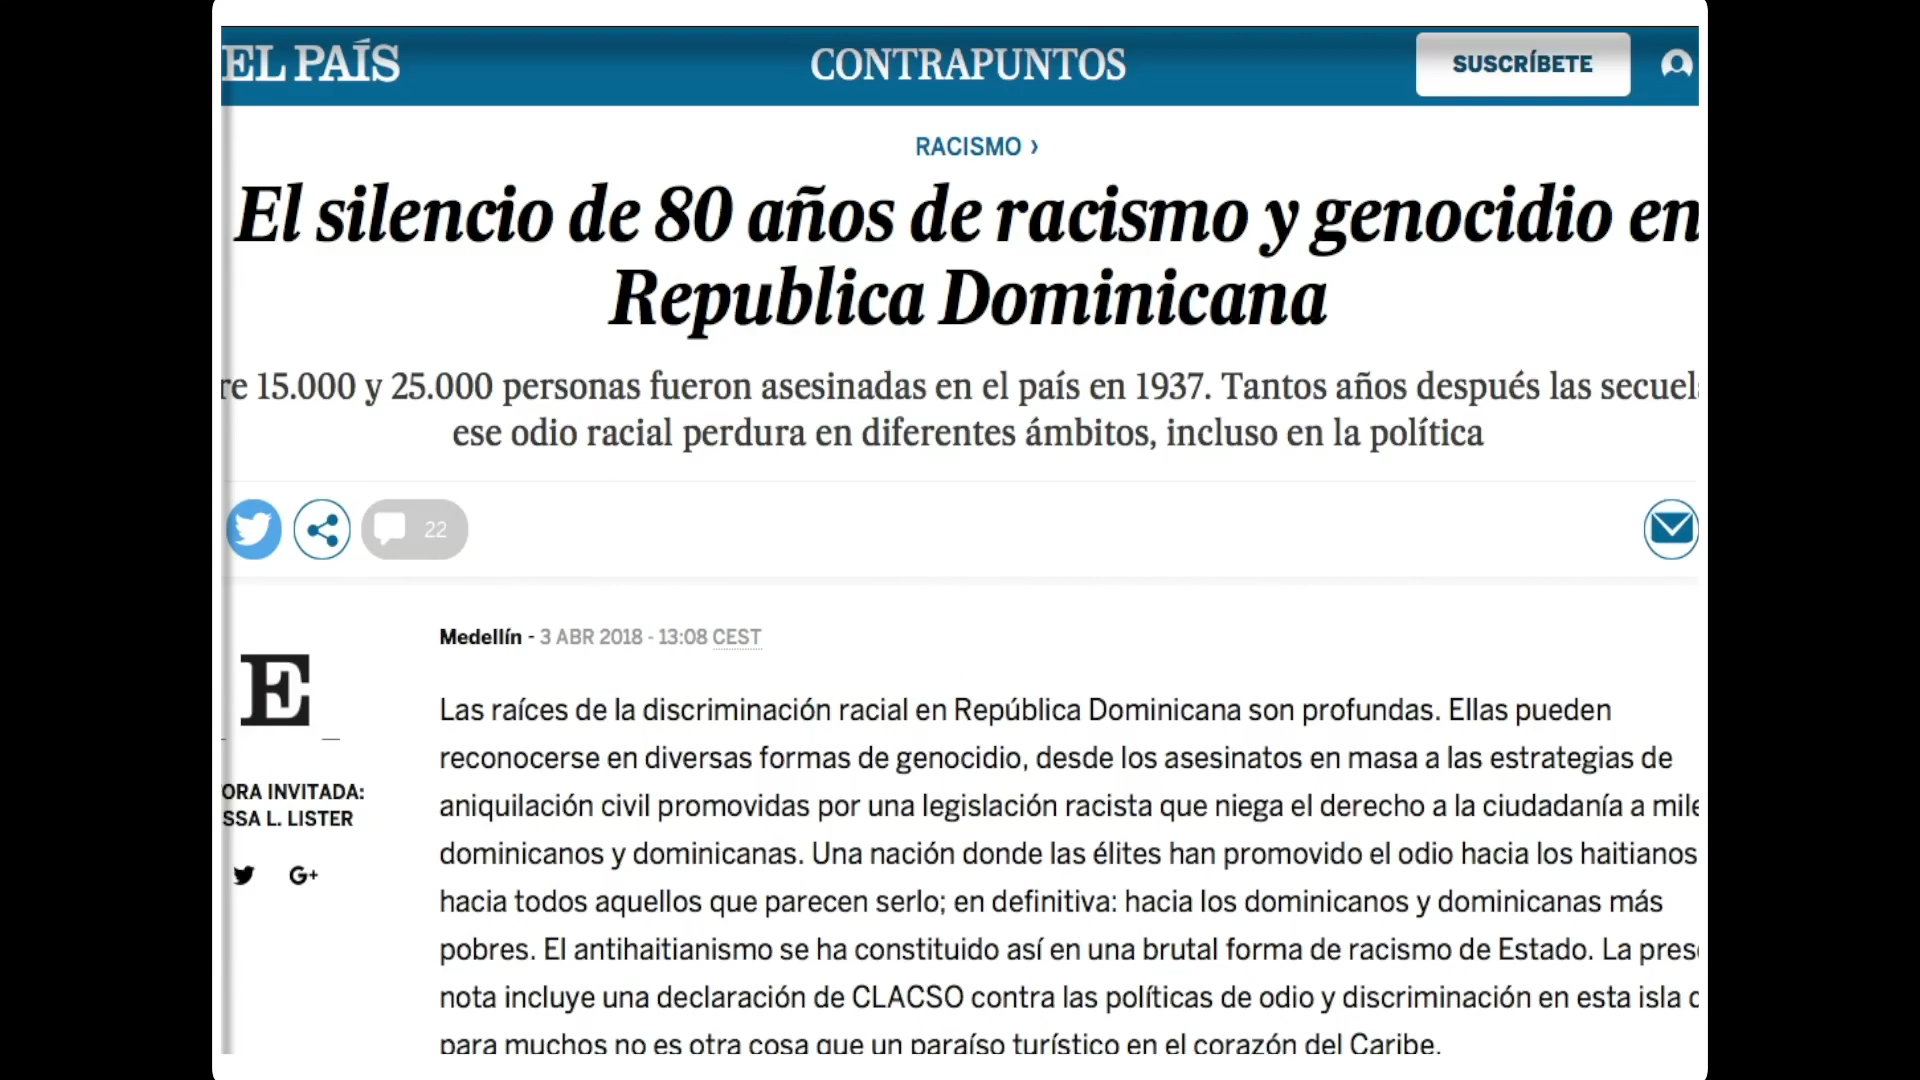 EL PAÍS
CONTRAPUNTOS
SUSCRÍBETE
RACISMO ›
El silencio de 80 años de racismo y genocidio en
Republica Dominicana
re 15.000 y 25.000 personas fueron asesinadas en el país en 1937. Tantos años después las secuel
ese odio racial perdura en diferentes ámbitos, incluso en la política
22
Medellín - 3 ABR 2018 - 13:08 CEST
E
ORA INVITADA:
SSA L. LISTER
G+
Las raíces de la discriminación racial en República Dominicana son profundas. Ellas pueden
reconocerse en diversas formas de genocidio, desde los asesinatos en masa a las estrategias de
aniquilación civil promovidas por una legislación racista que niega el derecho a la ciudadanía a mile
dominicanos y dominicanas. Una nación donde las élites han promovido el odio hacia los haitianos
hacia todos aquellos que parecen serlo; en definitiva: hacia los dominicanos y dominicanas más
pobres. El antihaitianismo se ha constituido así en una brutal forma de racismo de Estado. La pres
nota incluye una declaración de CLACSO contra las políticas de odio y discriminación en esta isla
para muchos no es otra cosa que un paraíso turístico en el corazón del Caribe.